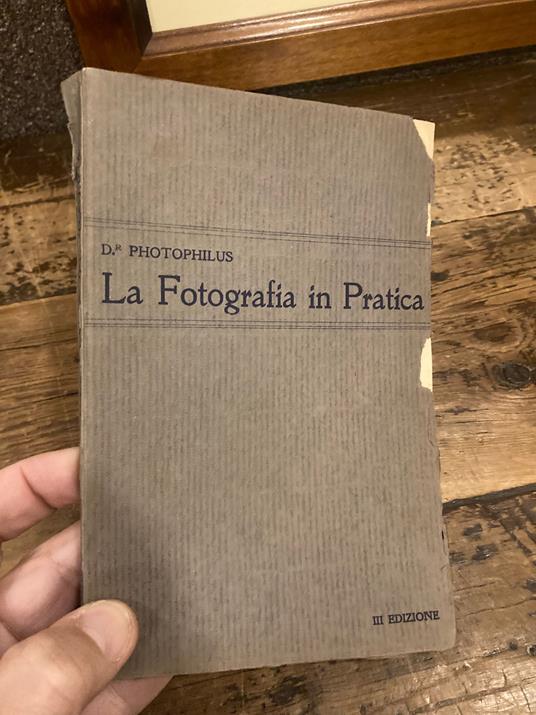 D.ᴿ PHOTOPHILUS
La Fotografia in Pratica
III EDIZIONE